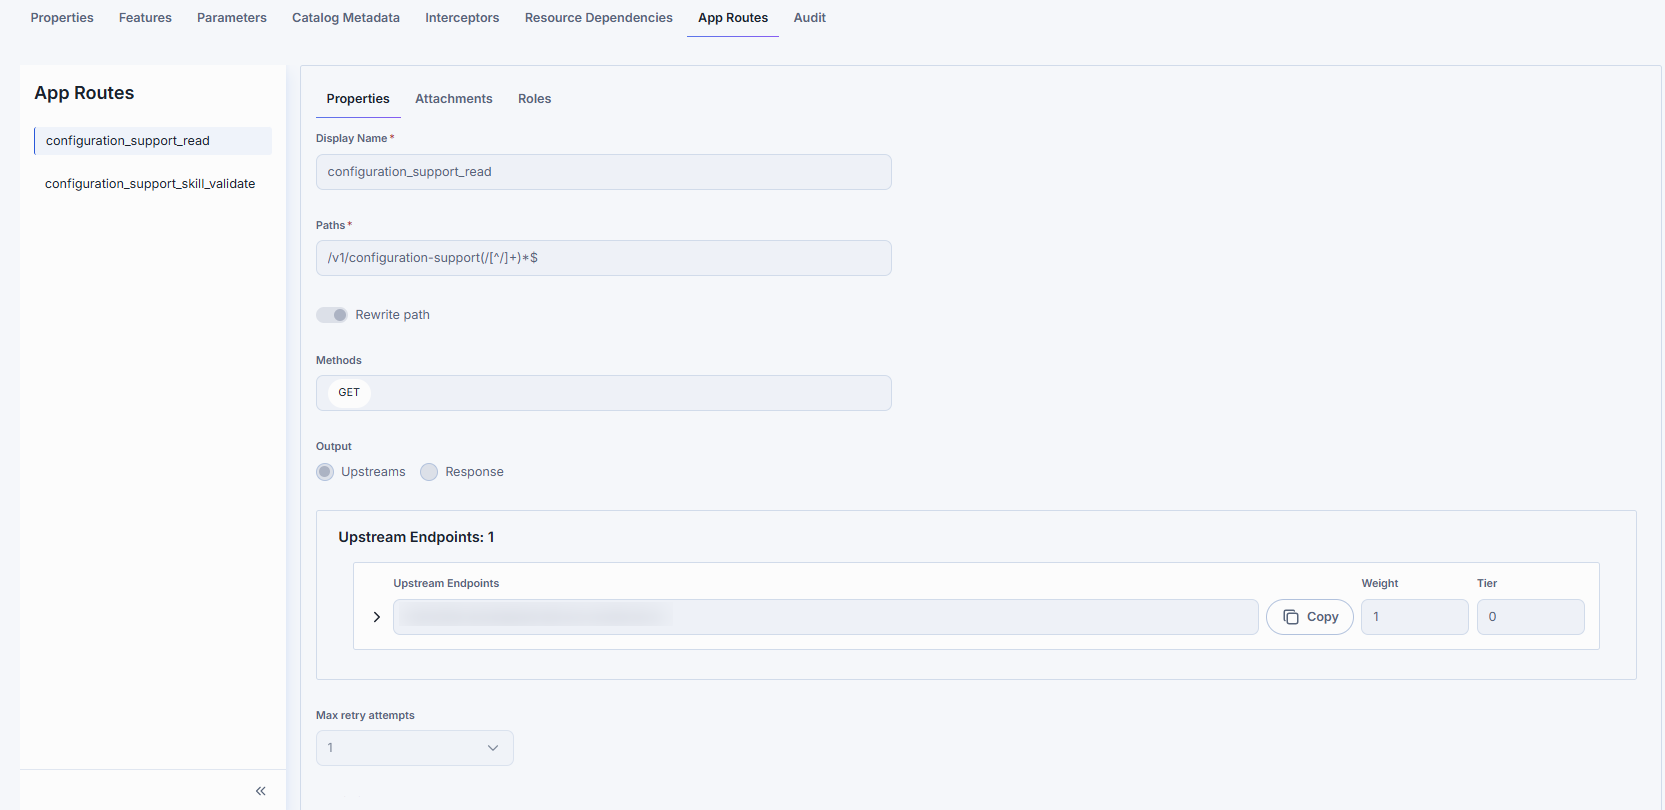 Properties Features Parameters Catalog Metadata Interceptors Resource Dependencies App Routes Audit
App Routes
configuration_support_read
configuration_support_skill_validate
Properties Attachments Roles
Display Name *
configuration_support_read
Paths *
/v1/configuration-support(/[^/]+)*$
Rewrite path
Methods
GET
Output
Upstreams Response
Upstream Endpoints: 1
Upstream Endpoints Weight Tier
Copy 1 0
Max retry attempts
1